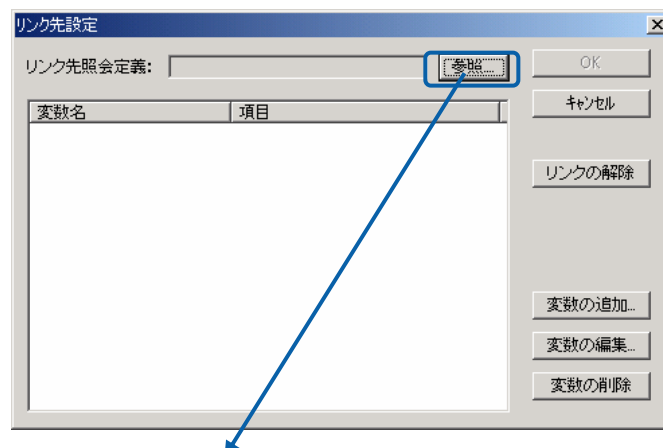 リンク先設定
リンク先照会定義:
参照...
OK
キャンセル
変数名
項目
リンクの解除
変数の追加...
変数の編集...
変数の削除